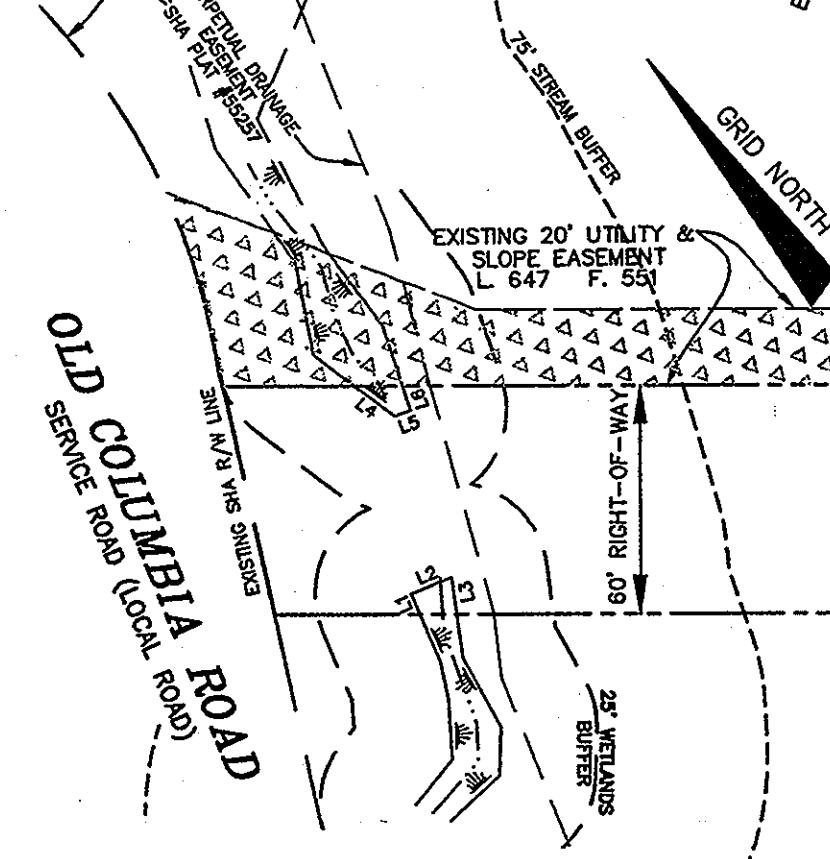 DRAINAGE
EASEMENT
SHA PLAT #55257
75' STREAM BUFFER
GRID NORTH
EXISTING 20' UTILITY &
SLOPE EASEMENT
L. 647 F. 551
OLD COLUMBIA ROAD
SERVICE ROAD (LOCAL ROAD)
EXISTING SHA R/W LINE
L4
L5
L6
60' RIGHT-OF-WAY
L1
L2
L3
25' WETLANDS
BUFFER